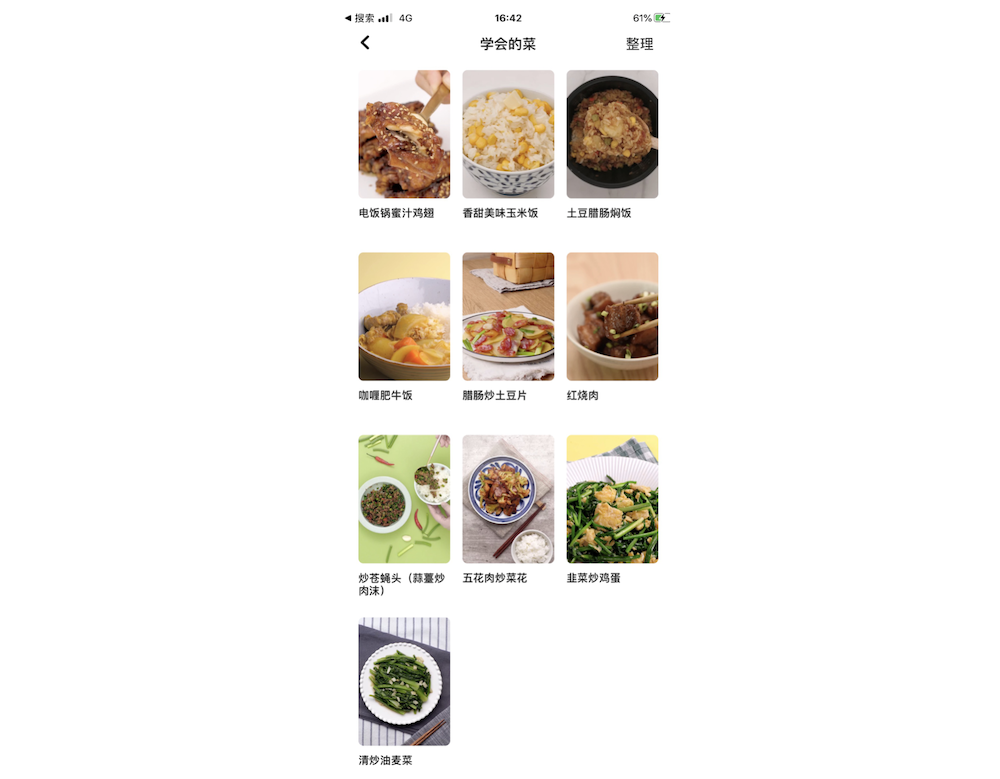 搜索 4G 16:42 61%
学会的菜 整理
电饭锅蜜汁鸡翅 香甜美味玉米饭 土豆腊肠焖饭
咖喱肥牛饭 腊肠炒土豆片 红烧肉
炒苍蝇头（蒜薹炒
肉沫） 五花肉炒菜花 韭菜炒鸡蛋
清炒油麦菜